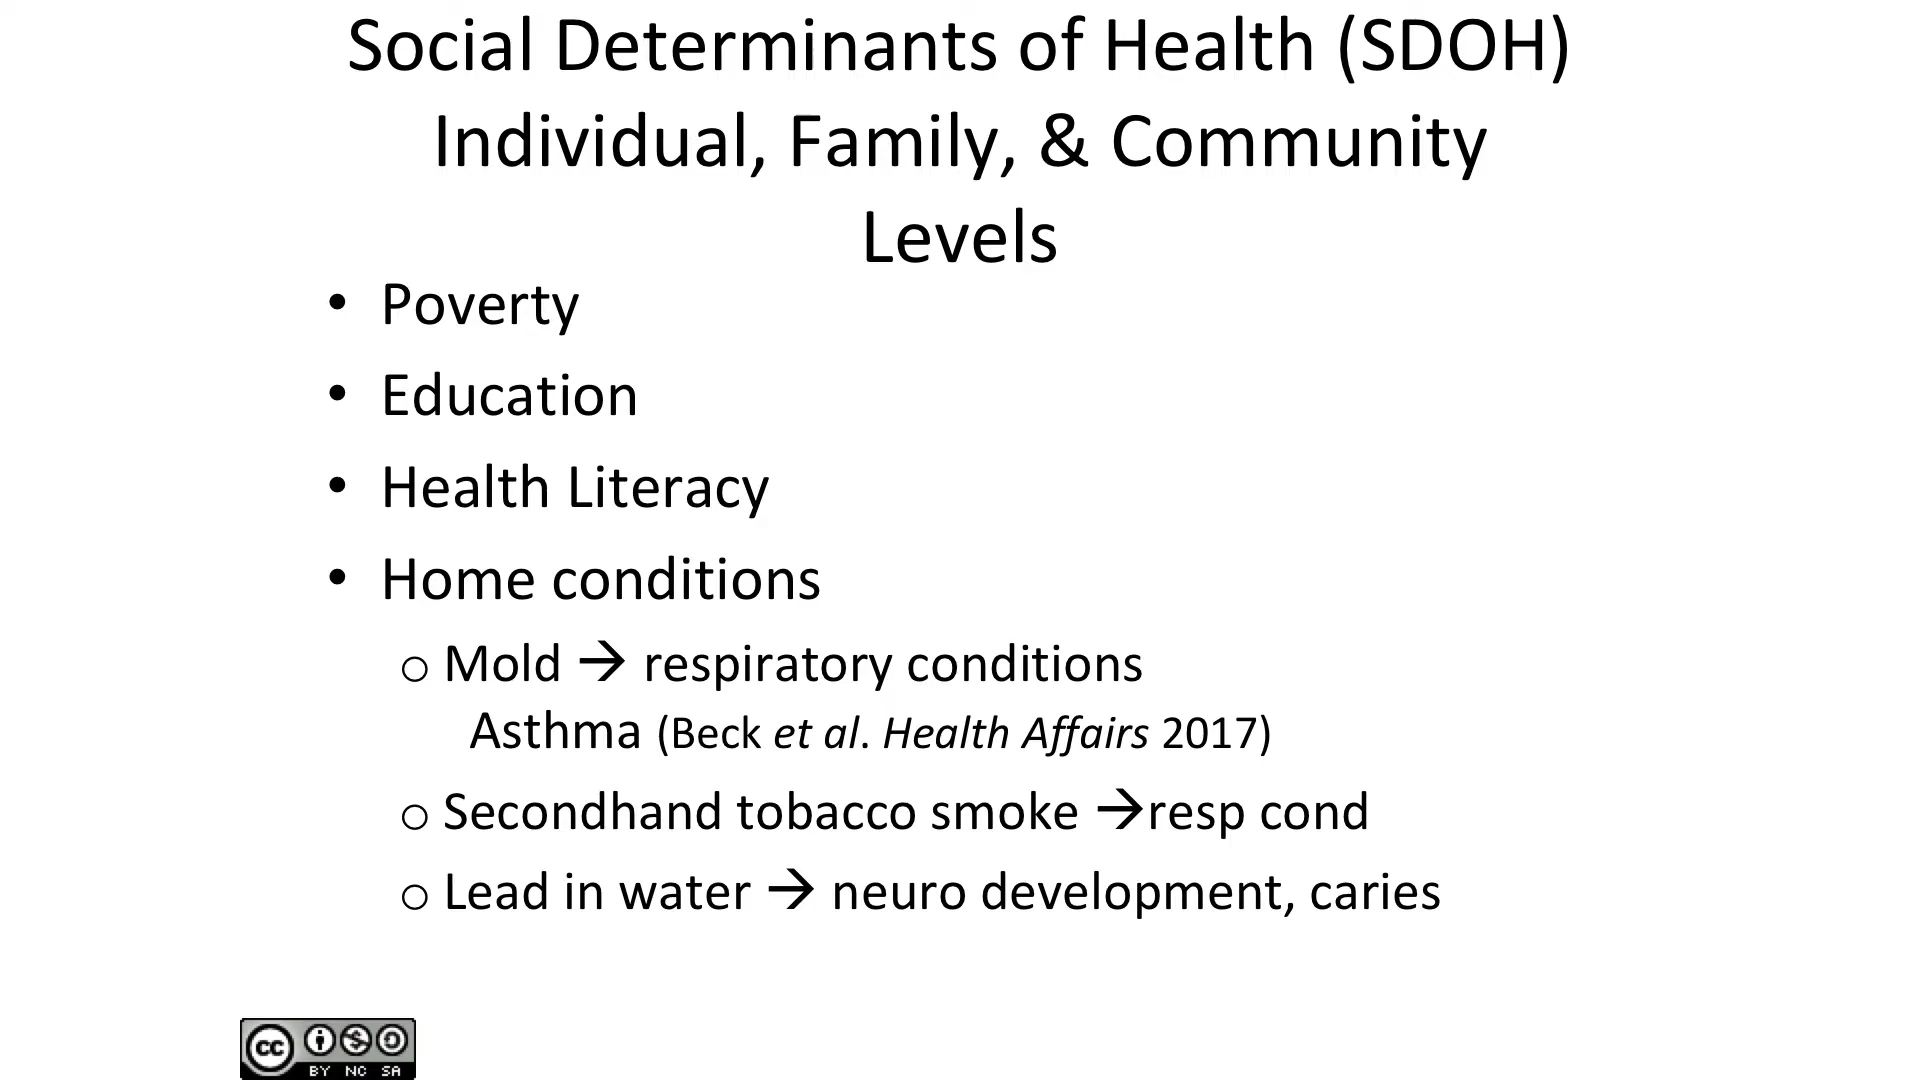 Social Determinants of Health (SDOH)
Individual, Family, & Community
Levels
• Poverty
• Education
• Health Literacy
• Home conditions
o Mold → respiratory conditions
Asthma (Beck et al. Health Affairs 2017)
o Secondhand tobacco smoke →resp cond
o Lead in water → neuro development, caries
cc
BY NC SA